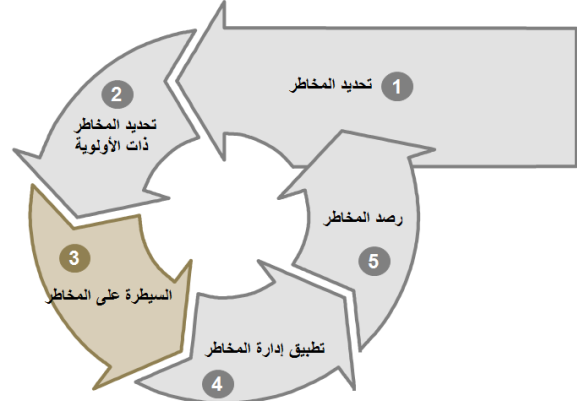 1 تحديد المخاطر
2
تحديد المخاطر
ذات الأولوية
3
السيطرة على المخاطر
تطبيق إدارة المخاطر
4
رصد المخاطر
5